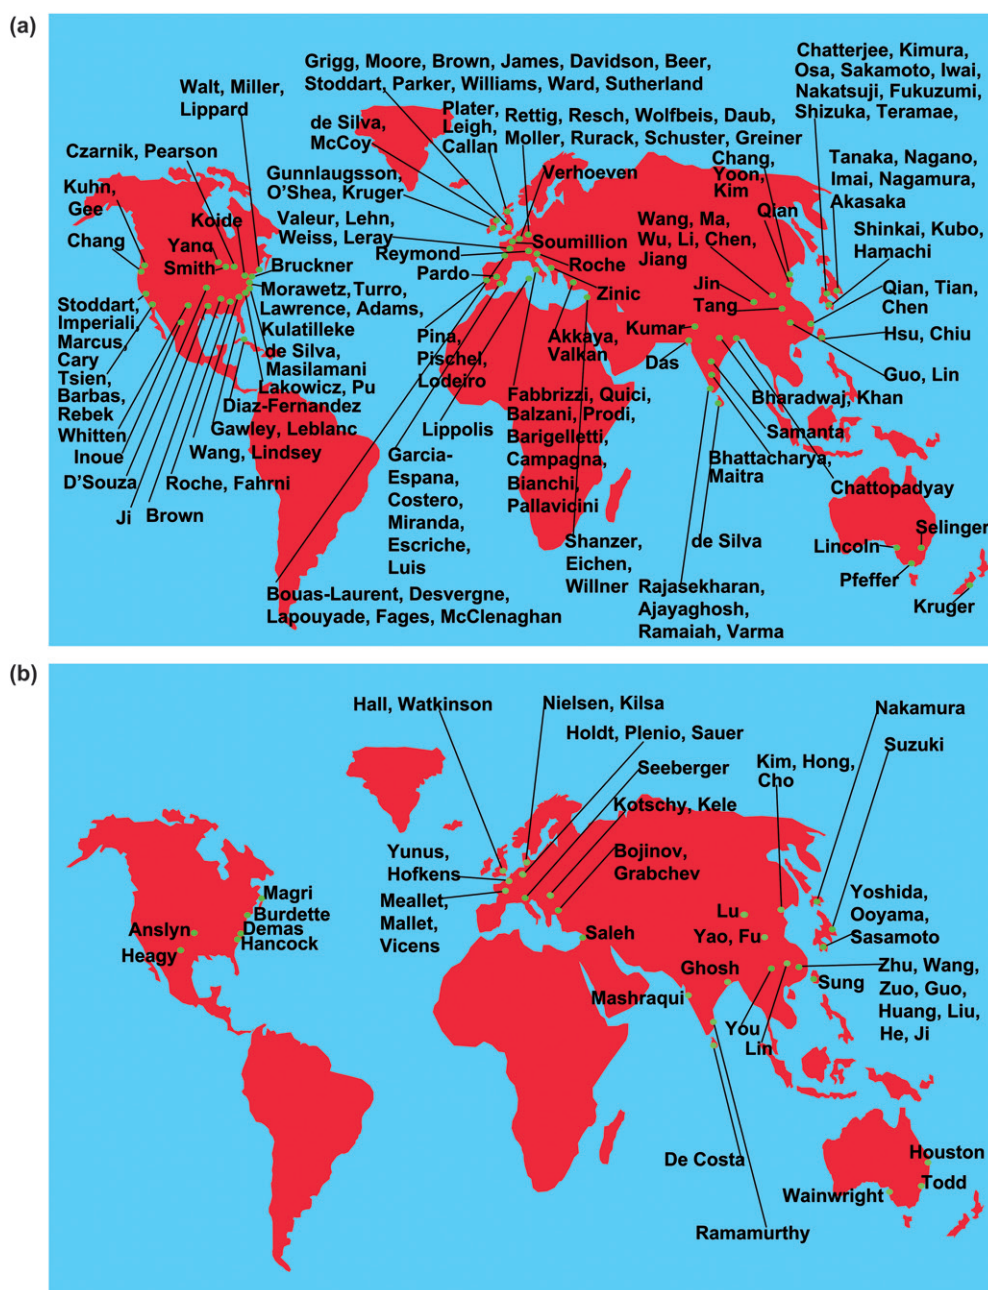 (a)
Grigg, Moore, Brown, James, Davidson, Beer,
Stoddart, Parker, Williams, Ward, Sutherland
Chatterjee, Kimura,
Osa, Sakamoto, Iwai,
Nakatsuji, Fukuzumi,
Shizuka, Teramae,
Walt, Miller,
Lippard
de Silva,
McCoy
Plater,
Leigh,
Callan
Rettig, Resch, Wolfbeis, Daub,
Moller, Rurack, Schuster, Greiner
Czarnik, Pearson
Verhoeven
Chang,
Yoon,
Kim
Tanaka, Nagano,
Imai, Nagamura,
Akasaka
Kuhn,
Gee
Gunnlaugsson,
O'Shea, Kruger
Koide
Valeur, Lehn,
Weiss, Leray
Qian
Wang, Ma,
Wu, Li, Chen,
Jiang
Shinkai, Kubo,
Hamachi
Chang
Yang
Smith
Bruckner
Reymond
Pardo
Soumillion
Roche
Zinic
Jin
Tang
Qian, Tian,
Chen
Stoddart,
Imperiali,
Marcus,
Cary
Tsien,
Barbas,
Rebek
Morawetz, Turro,
Lawrence, Adams,
Kulatilleke
de Silva,
Masilamani
Lakowicz, Pu
Diaz-Fernandez
Gawley, Leblanc
Wang, Lindsey
Pina,
Pischel,
Lodeiro
Akkaya,
Valkan
Kumar
Das
Hsu, Chiu
Guo, Lin
Whitten
Inoue
D'Souza
Roche, Fahrni
Ji
Brown
Lippolis
Fabbrizzi, Quici,
Balzani, Prodi,
Barigelletti,
Campagna,
Bianchi,
Pallavicini
Bharadwaj, Khan
Samanta
Bhattacharya,
Maitra
Chattopadyay
Garcia-
Espana,
Costero,
Miranda,
Escriche,
Luis
Shanzer,
Eichen,
Willner
de Silva
Selinger
Lincoln
Pfeffer
Kruger
Bouas-Laurent, Desvergne,
Lapouyade, Fages, McClenaghan
Rajasekharan,
Ajayaghosh,
Ramaiah, Varma
(b)
Hall, Watkinson
Nielsen, Kilsa
Holdt, Plenio, Sauer
Nakamura
Suzuki
Seeberger
Kim, Hong,
Cho
Kotschy, Kele
Yunus,
Hofkens
Bojinov,
Grabchev
Meallet,
Mallet,
Vicens
Yoshida,
Ooyama,
Sasamoto
Magri
Burdette
Anslyn
Demas
Hancock
Heagy
Lu
Saleh
Yao, Fu
Ghosh
Mashraqui
Sung
Zhu, Wang,
Zuo, Guo,
Huang, Liu,
He, Ji
You
Lin
De Costa
Houston
Todd
Wainwright
Ramamurthy